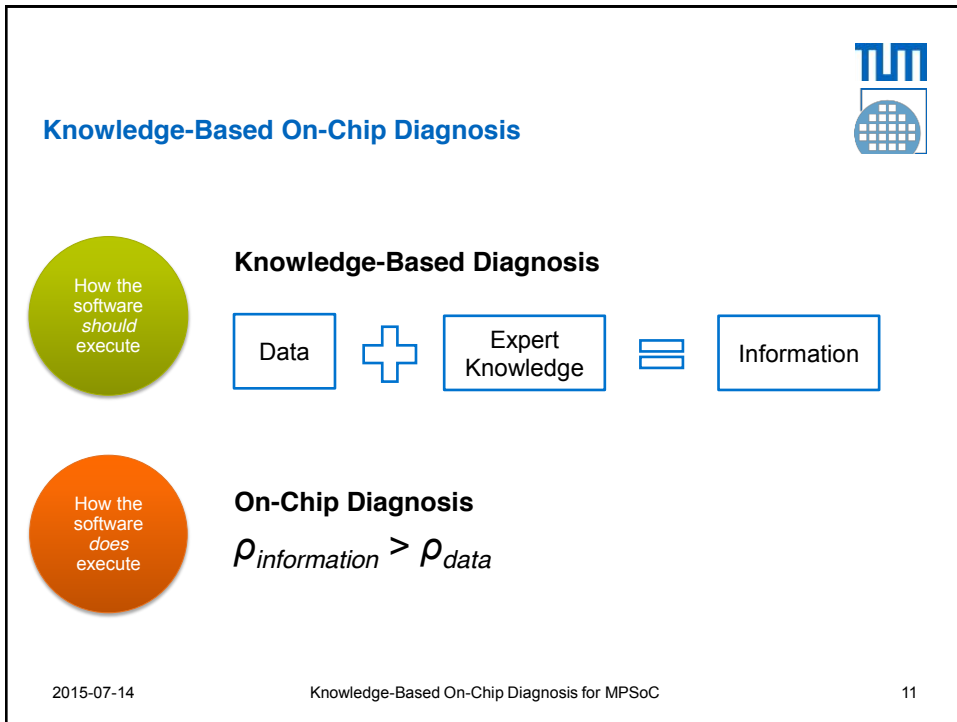 TUM
Knowledge-Based On-Chip Diagnosis
How the
software
should
execute
Knowledge-Based Diagnosis
Data
Expert
Knowledge
Information
How the
software
does
execute
On-Chip Diagnosis
ρinformation > ρdata
2015-07-14
Knowledge-Based On-Chip Diagnosis for MPSoC
11